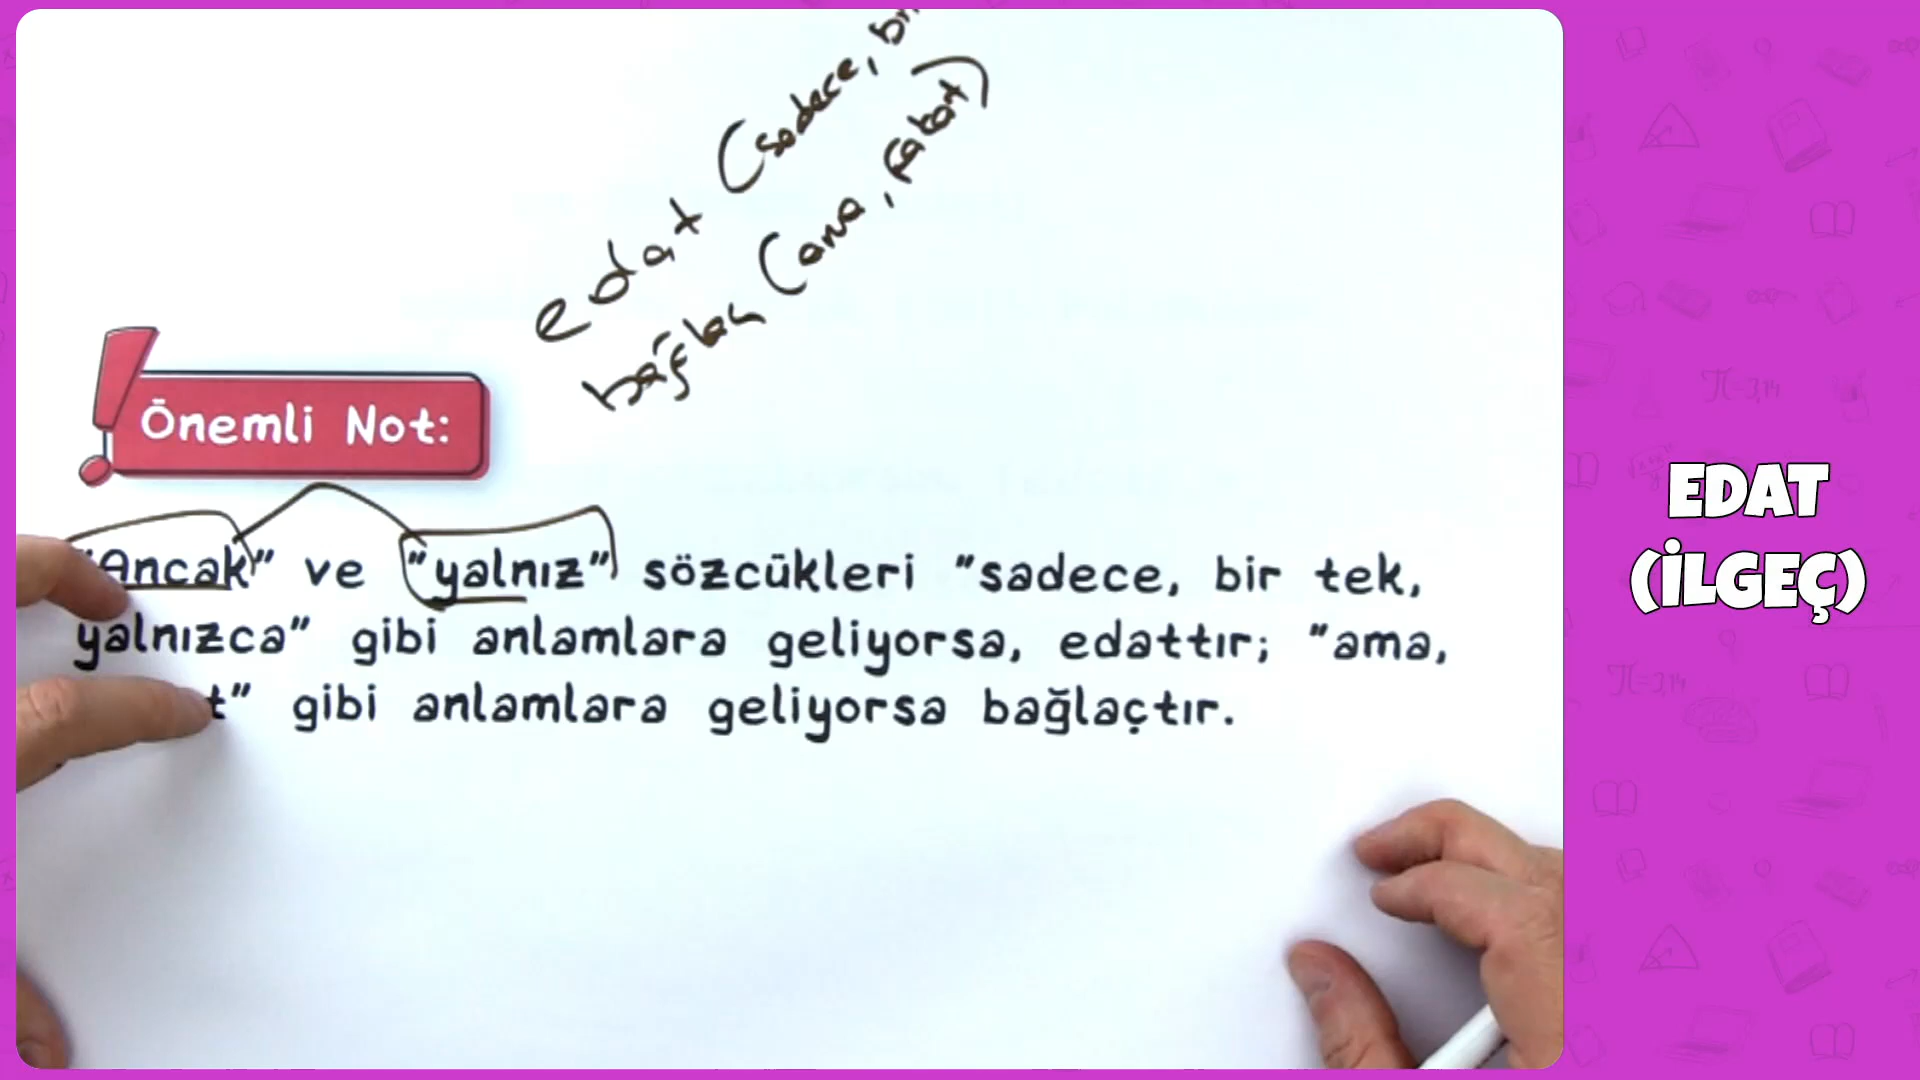 edat (sadece,
bağlaç (ama, fakat)
Önemli Not:
"Ancak" ve "yalnız" sözcükleri "sadece, bir tek,
yalnızca" gibi anlamlara geliyorsa, edattır; "ama,
gibi anlamlara geliyorsa bağlaçtır.
EDAT
(İLGEÇ)